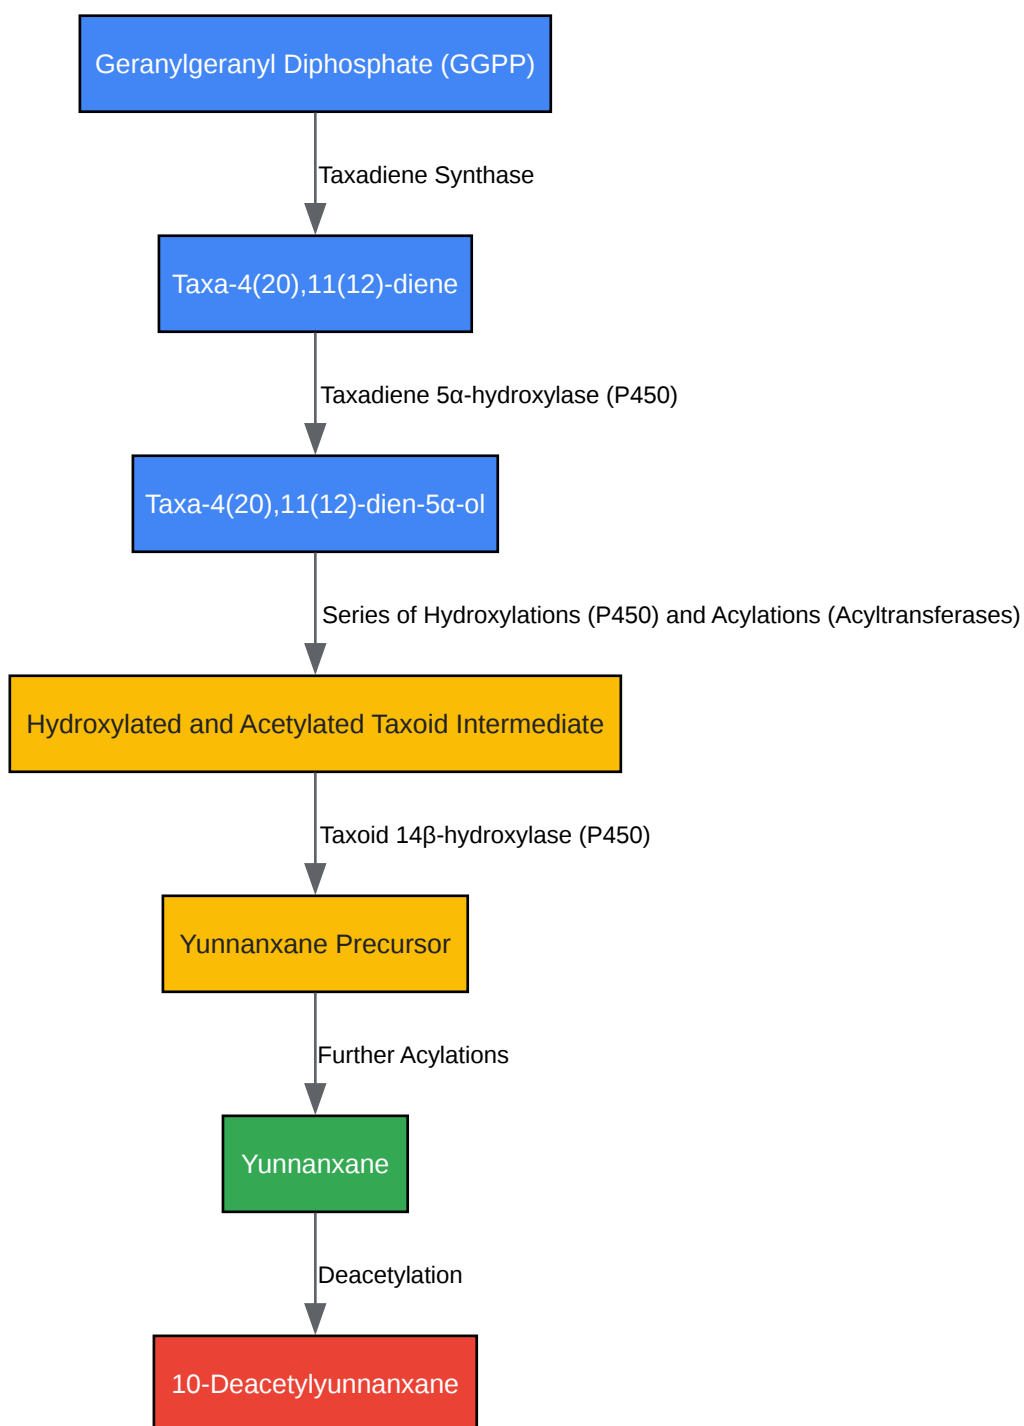 Geranylgeranyl Diphosphate (GGPP)
Taxadiene Synthase
Taxa-4(20),11(12)-diene
Taxadiene 5α-hydroxylase (P450)
Taxa-4(20),11(12)-dien-5α-ol
Series of Hydroxylations (P450) and Acylations (Acyltransferases)
Hydroxylated and Acetylated Taxoid Intermediate
Taxoid 14β-hydroxylase (P450)
Yunnanxane Precursor
Further Acylations
Yunnanxane
Deacetylation
10-Deacetylyunnanxane